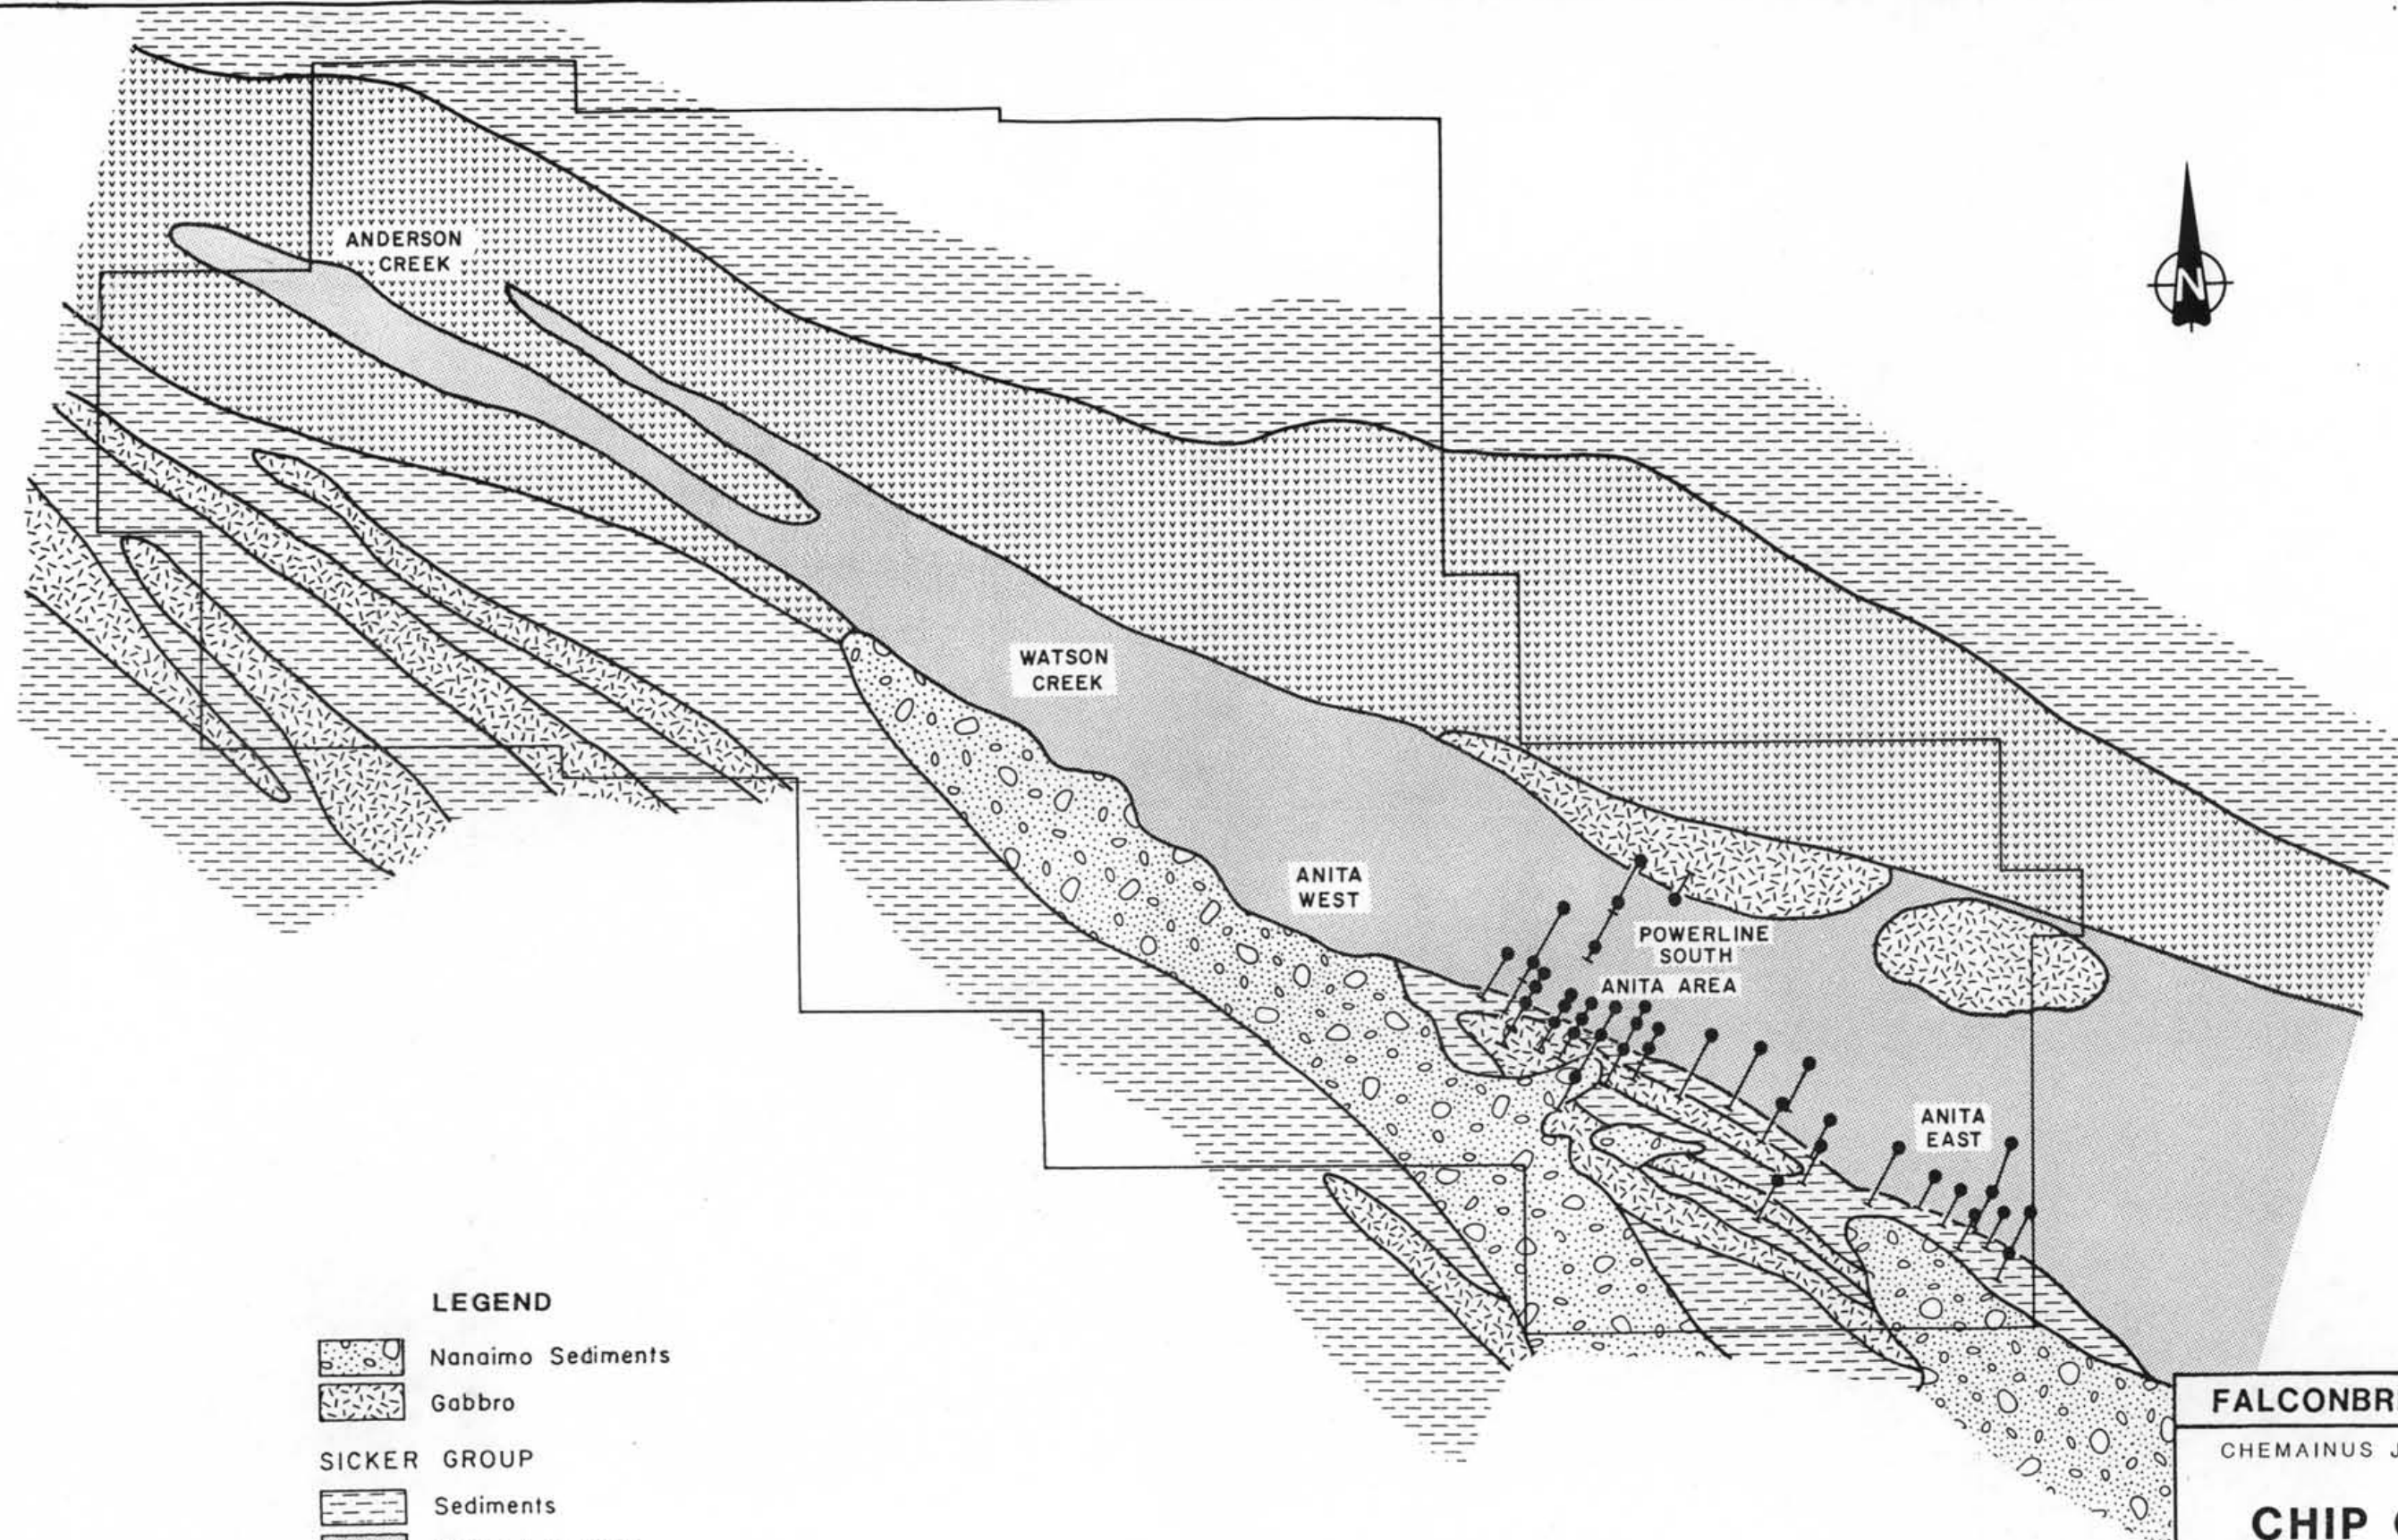 ANDERSON
CREEK
N
WATSON
CREEK
ANITA
WEST
POWERLINE
SOUTH
ANITA AREA
ANITA
EAST
LEGEND
Nanaimo Sediments
Gabbro
SICKER GROUP
Sediments
FALCONBR
CHEMAINUS J
CHIP